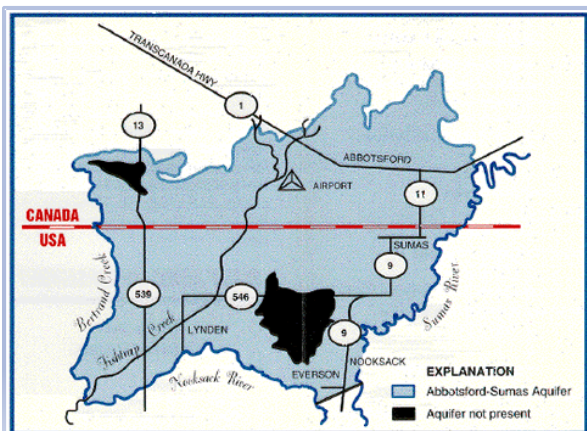 TRANSCANADA HWY
1
13
ABBOTSFORD
AIRPORT
11
CANADA
USA
SUMAS
9
Bertrand Creek
539
546
Sumas River
LYNDEN
Fishtrap Creek
9
NOOKSACK
EVERSON
Nooksack River
EXPLANATION
Abbotsford-Sumas Aquifer
Aquifer not present